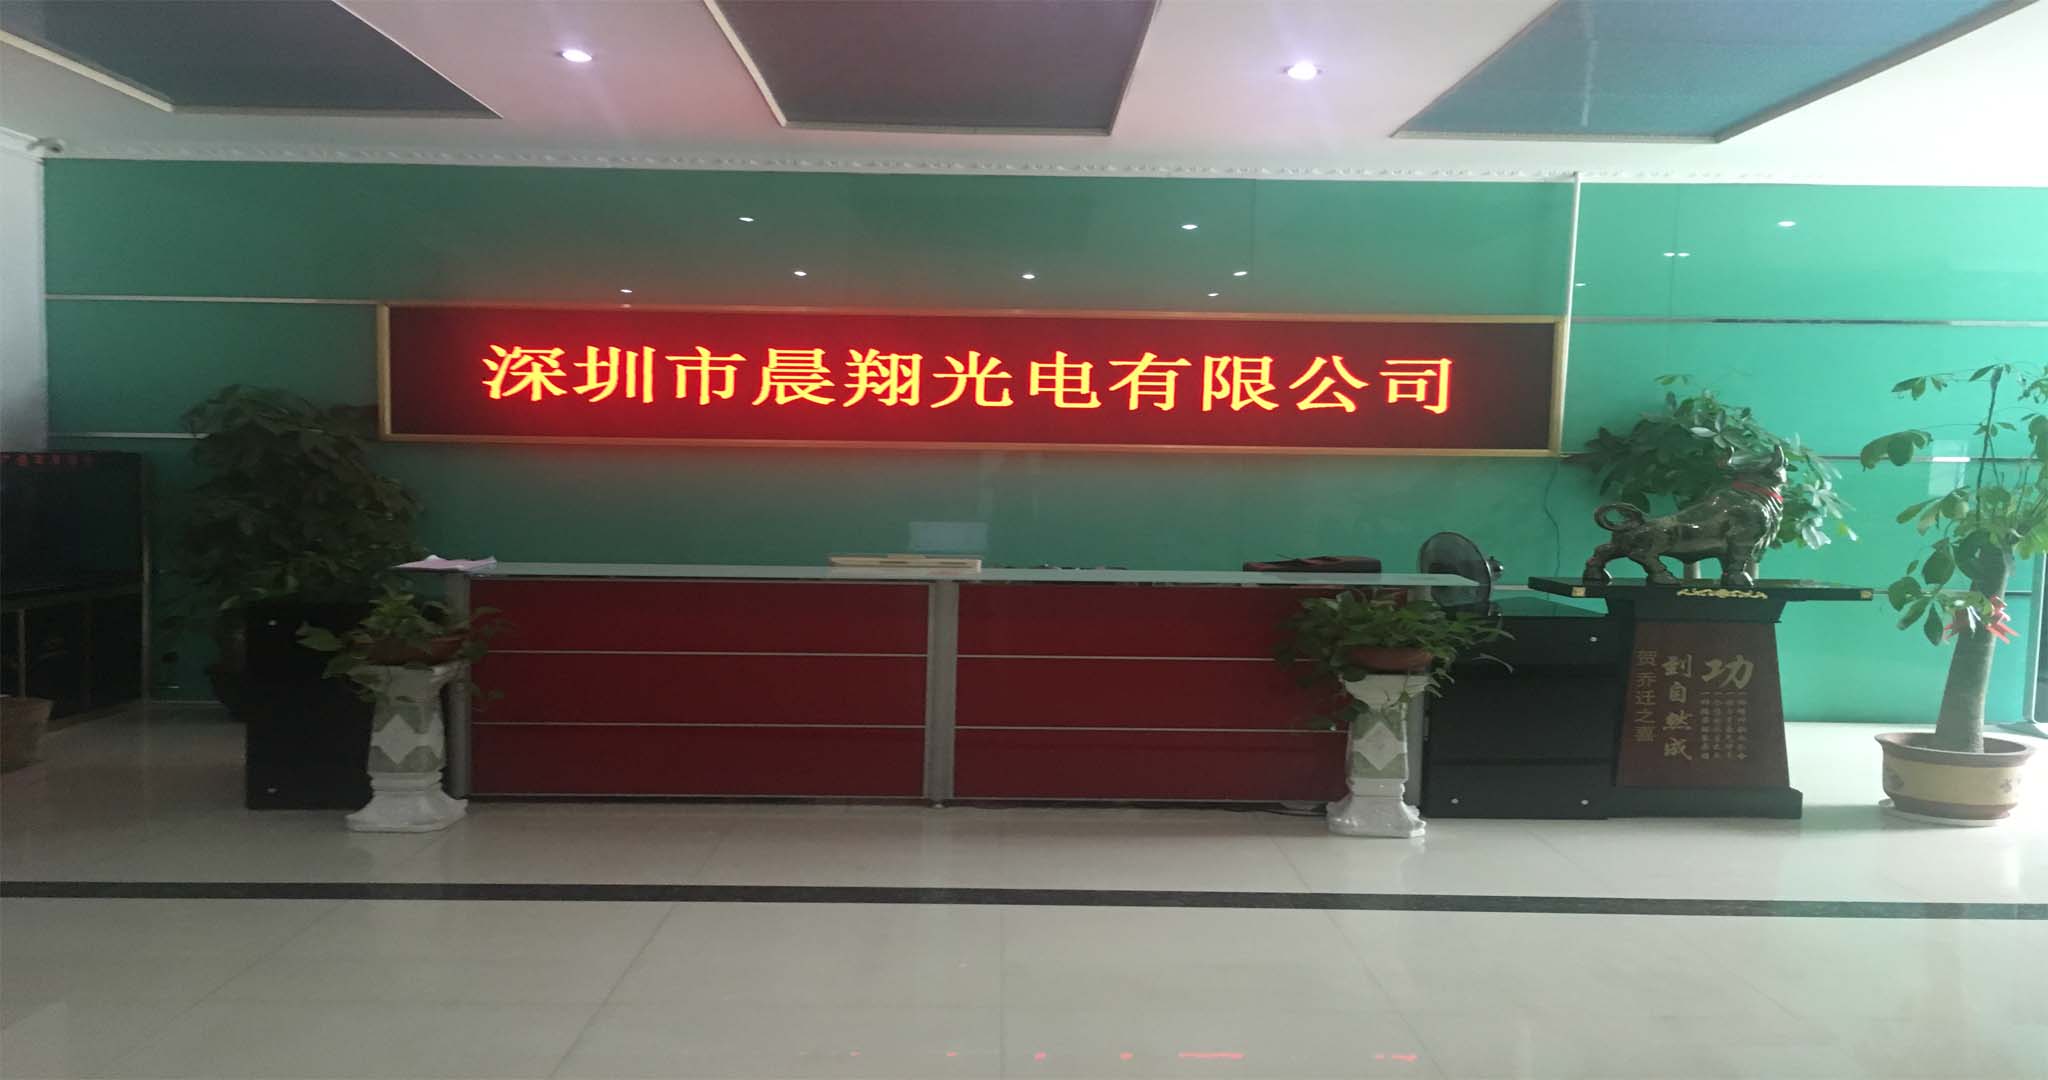 深圳市晨翔光电有限公司
功
到自然成
贺乔迁之喜